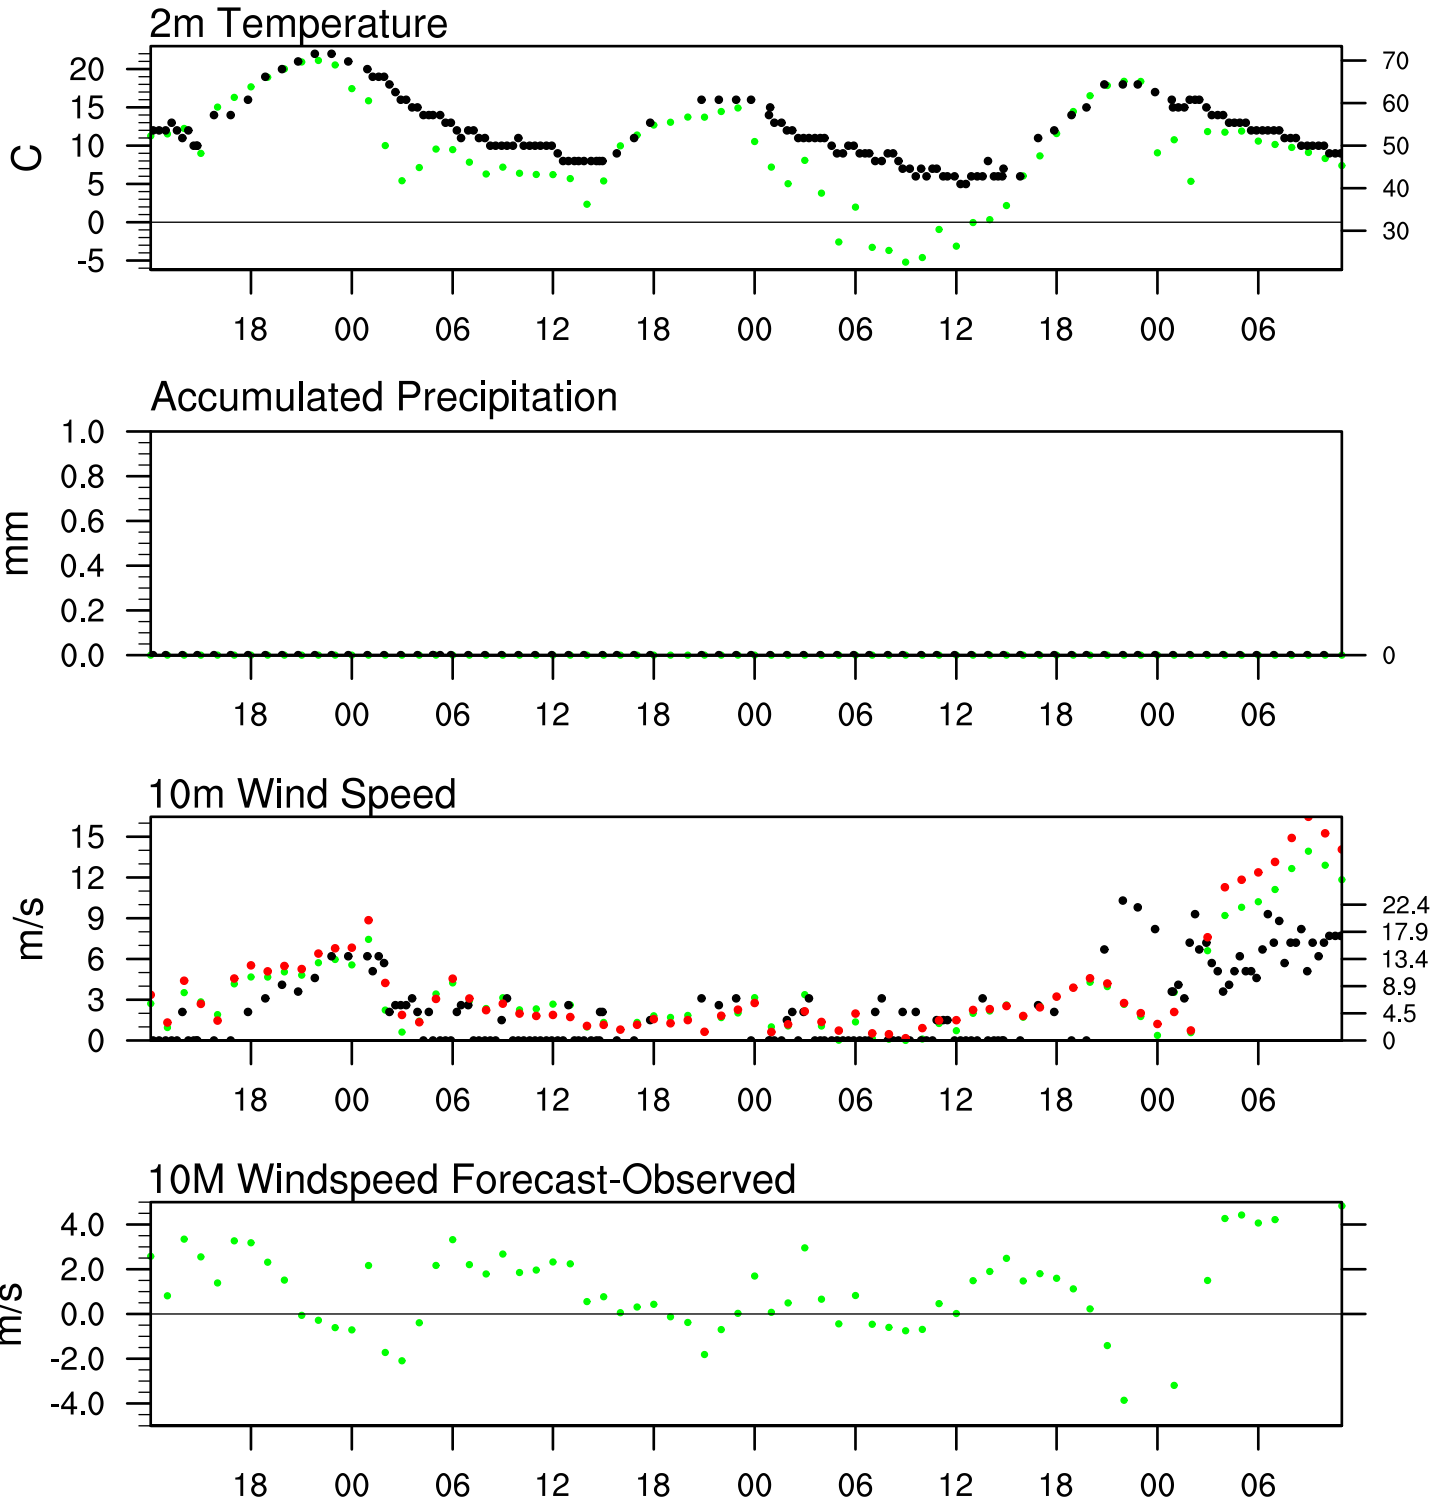 2m Temperature
20
15
10
5
0
-5
C
70
60
50
40
30
18 00 06 12 18 00 06 12 18 00 06
Accumulated Precipitation
1.0
0.8
0.6
0.4
0.2
0.0
mm
0
18 00 06 12 18 00 06 12 18 00 06
10m Wind Speed
15
12
9
6
3
0
m/s
22.4
17.9
13.4
8.9
4.5
0
18 00 06 12 18 00 06 12 18 00 06
10M Windspeed Forecast-Observed
4.0
2.0
0.0
-2.0
-4.0
m/s
18 00 06 12 18 00 06 12 18 00 06